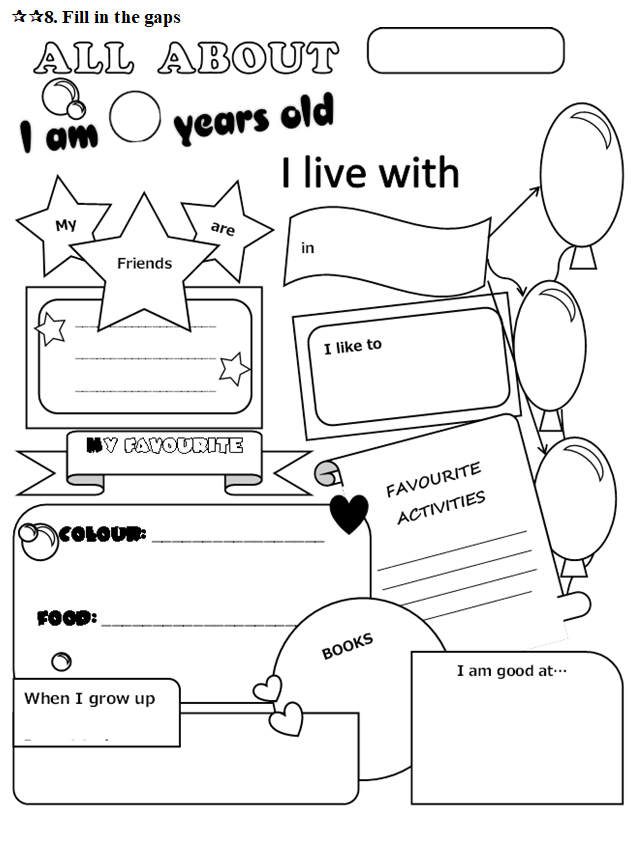 ☆☆8. Fill in the gaps
ALL ABOUT
I am years old
I live with
My
Friends
are
in
I like to
MY FAVOURITE
FAVOURITE
ACTIVITIES
COLOUR:
FOOD:
BOOKS
I am good at...
When I grow up